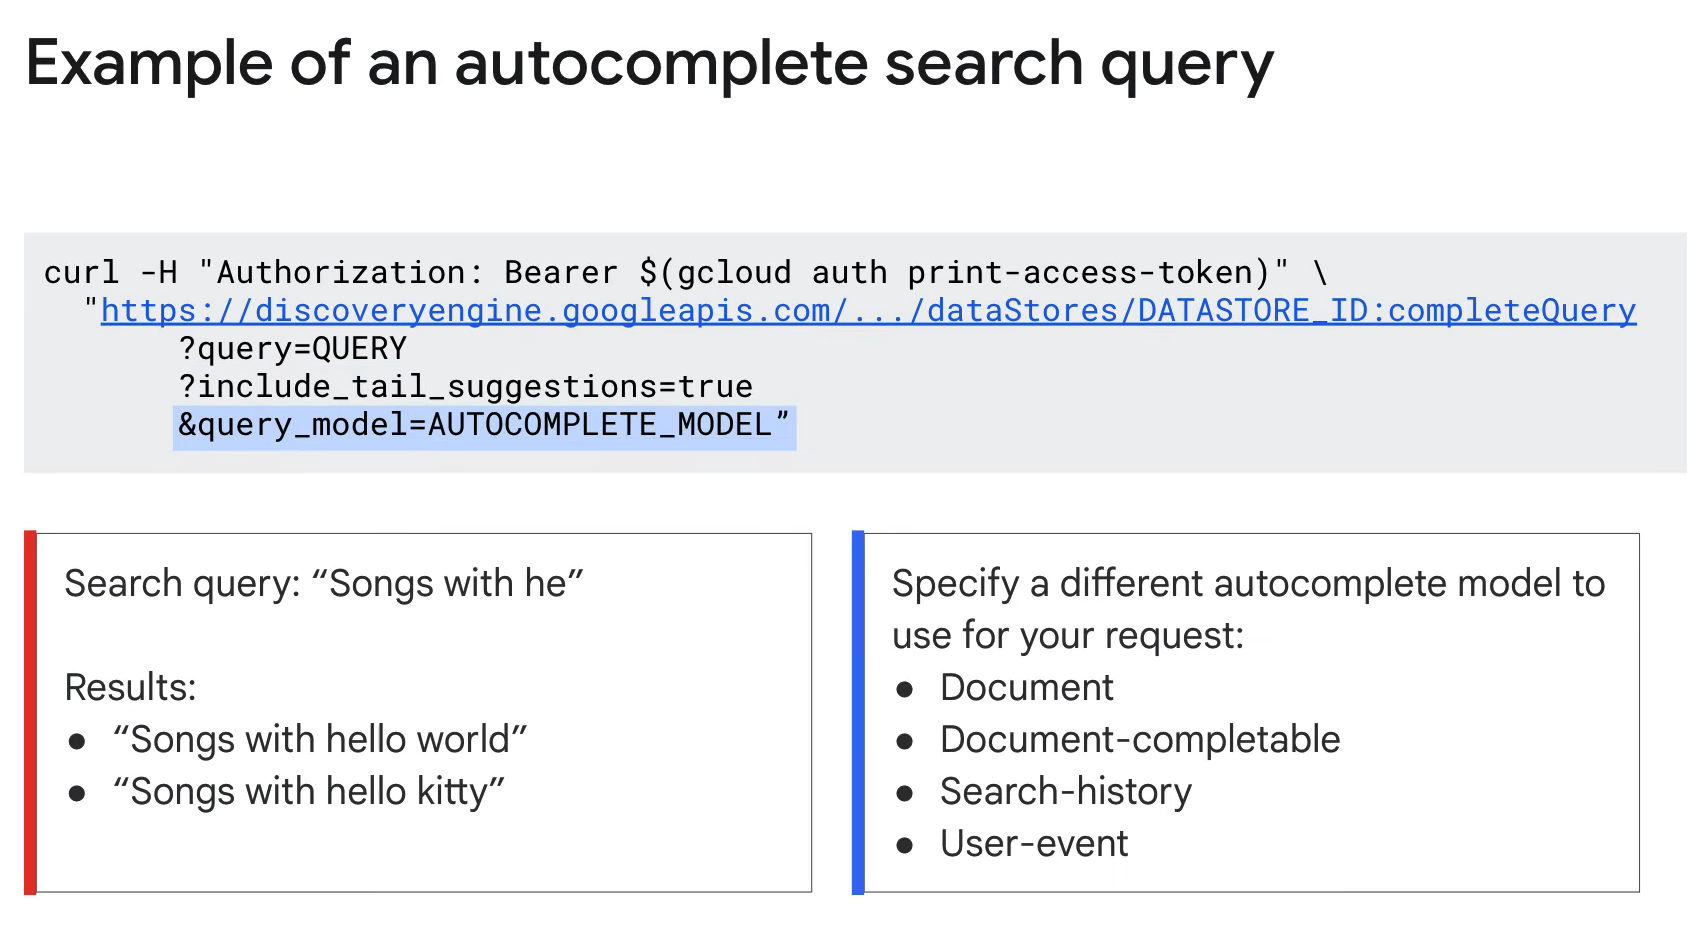 Example of an autocomplete search query
curl -H "Authorization: Bearer $(gcloud auth print-access-token)" \
"https://discoveryengine.googleapis.com/.../dataStores/DATASTORE_ID:completeQuery
?query=QUERY
?include_tail_suggestions=true
&query_model=AUTOCOMPLETE_MODEL”
Search query: “Songs with he”
Results:
● “Songs with hello world”
● “Songs with hello kitty”
Specify a different autocomplete model to
use for your request:
● Document
● Document-completable
● Search-history
● User-event